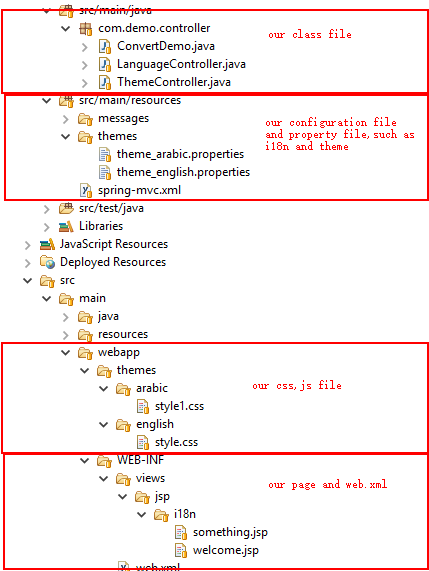 src/main/java
com.demo.controller
our class file
ConvertDemo.java
LanguageController.java
ThemeController.java
src/main/resources
messages
our configuration file
and property file,such as
i18n and theme
themes
theme_arabic.properties
theme_english.properties
spring-mvc.xml
src/test/java
Libraries
JavaScript Resources
Deployed Resources
src
main
java
resources
webapp
themes
arabic
our css,js file
style1.css
english
style.css
WEB-INF
views
our page and web.xml
jsp
i18n
something.jsp
welcome.jsp
web.xml